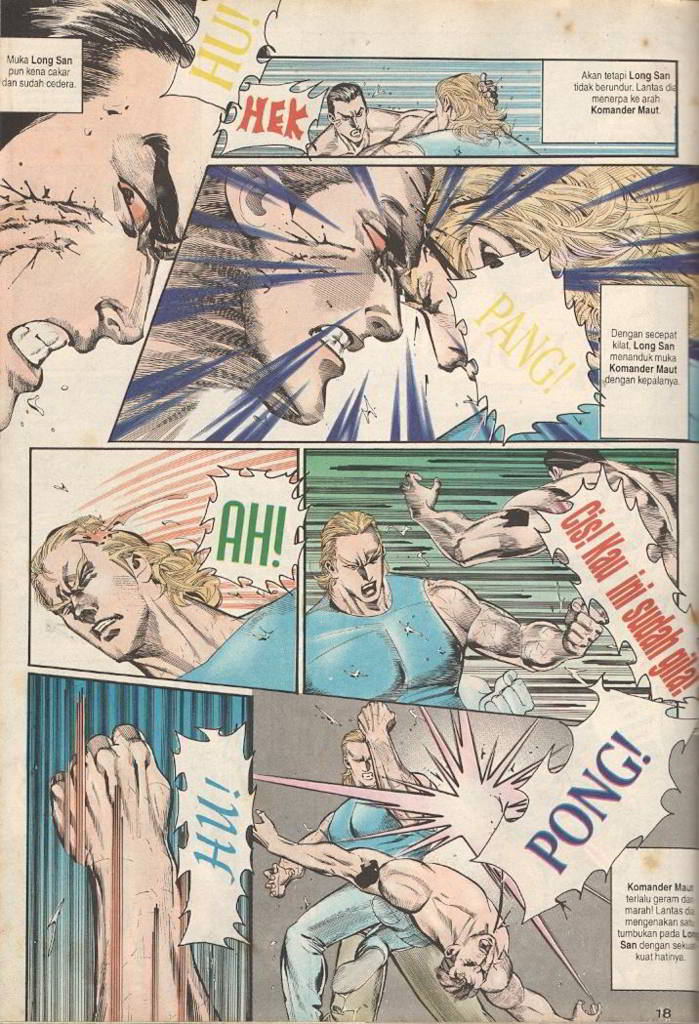 Muka Long San
pun kena cakar
dan sudah cedera.
HU!
HEK
Akan tetapi Long San
tidak berundur. Lantas dia
menerpa ke arah
Komander Maut.
PANG!
Dengan secepat
kilat, Long San
menanduk muka
Komander Maut
dengan kepalanya.
AH!
Cis! Kau ini sudah gila!
HU!
PONG!
Komander Maut
terlalu geram dan
marah! Lantas dia
mengenakan satu
tumbukan pada Long
San dengan sekuat
kuat hatinya.
18